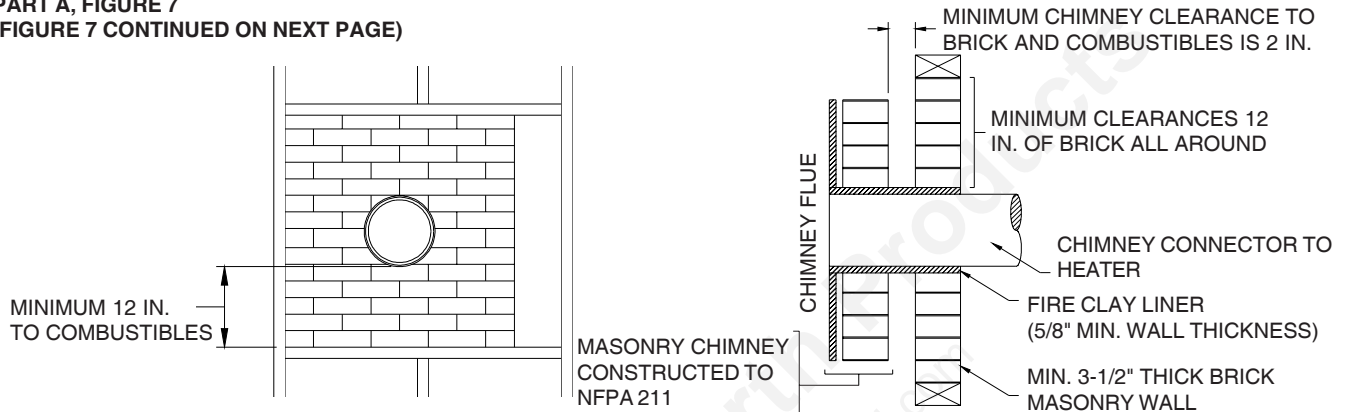 PART A, FIGURE 7
FIGURE 7 CONTINUED ON NEXT PAGE)
MINIMUM 12 IN.
TO COMBUSTIBLES
MINIMUM CHIMNEY CLEARANCE TO
BRICK AND COMBUSTIBLES IS 2 IN.
MINIMUM CLEARANCES 12
IN. OF BRICK ALL AROUND
CHIMNEY FLUE
CHIMNEY CONNECTOR TO
HEATER
FIRE CLAY LINER
(5/8" MIN. WALL THICKNESS)
MASONRY CHIMNEY
CONSTRUCTED TO
NFPA 211
MIN. 3-1/2" THICK BRICK
MASONRY WALL
Products